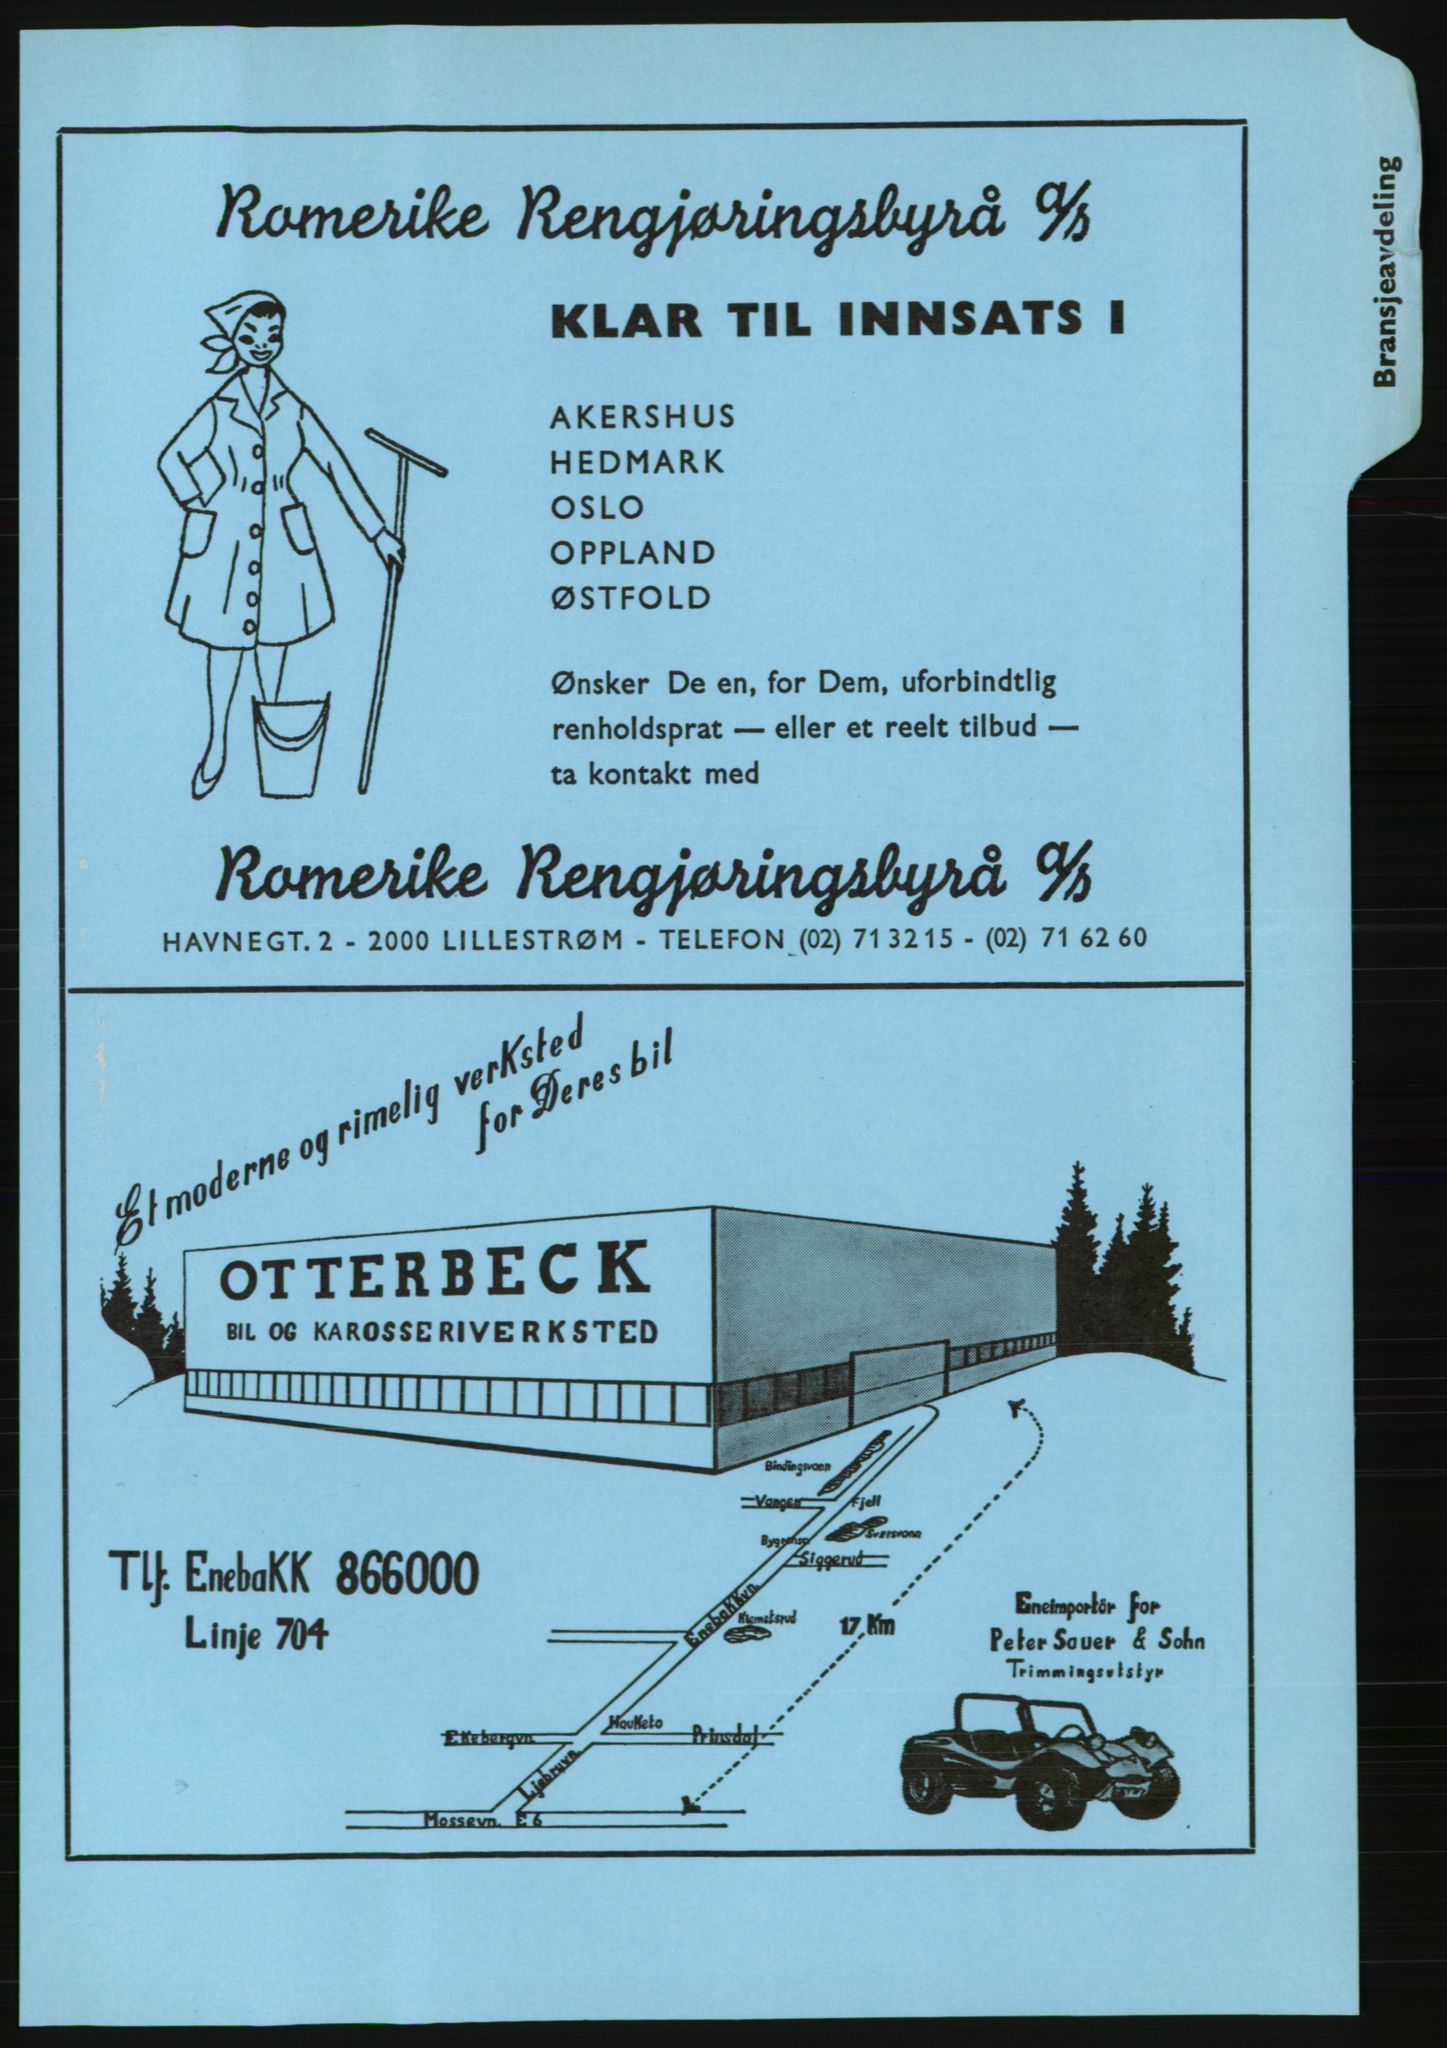 Bransjeavdeling
Romerike Rengjøringsbyrå a/s
KLAR TIL INNSATS I
AKERSHUS
HEDMARK
OSLO
OPPLAND
ØSTFOLD
Ønsker De en, for Dem, uforbindtlig
renholdsprat — eller et reelt tilbud —
ta kontakt med
Romerike Rengjøringsbyrå a/s
HAVNEGT. 2 - 2000 LILLESTRØM - TELEFON (02) 71 32 15 - (02) 71 62 60
Et moderne og rimelig verksted
for Deres bil
OTTERBECK
BIL OG KAROSSERIVERKSTED
Bindingsvann
Vangen
Fjell
Sværsvann
Siggerud
Tlf. Enebakk 866000
Linje 704
Enebakkvn.
Klemetsrud
17 Km
Eneimportör for
Peter Sauer & Sohn
Trimmingsutstyr
Hauketo
Ekebergvn.
Prinsdal
Ljabruvn.
Mossevn. E 6